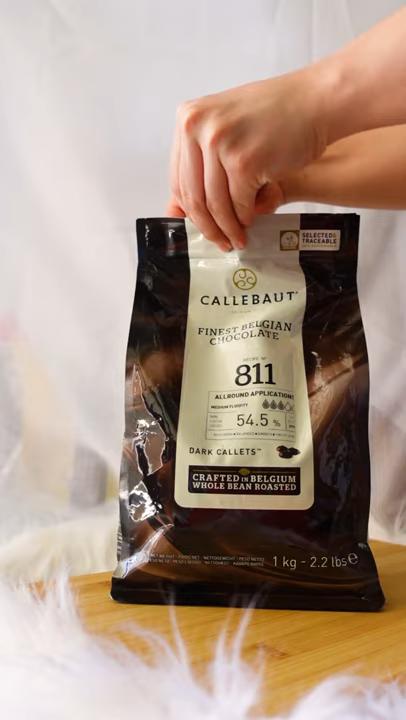 SELECTED &
TRACEABLE
CALLEBAUT
FINEST BELGIAN
CHOCOLATE
RECIPE Nº
811
ALLROUND APPLICATION
MEDIUM FLUIDITY
54.5 %
DARK CALLETS™
CRAFTED IN BELGIUM
WHOLE BEAN ROASTED
1 kg - 2.2 lbs ℮